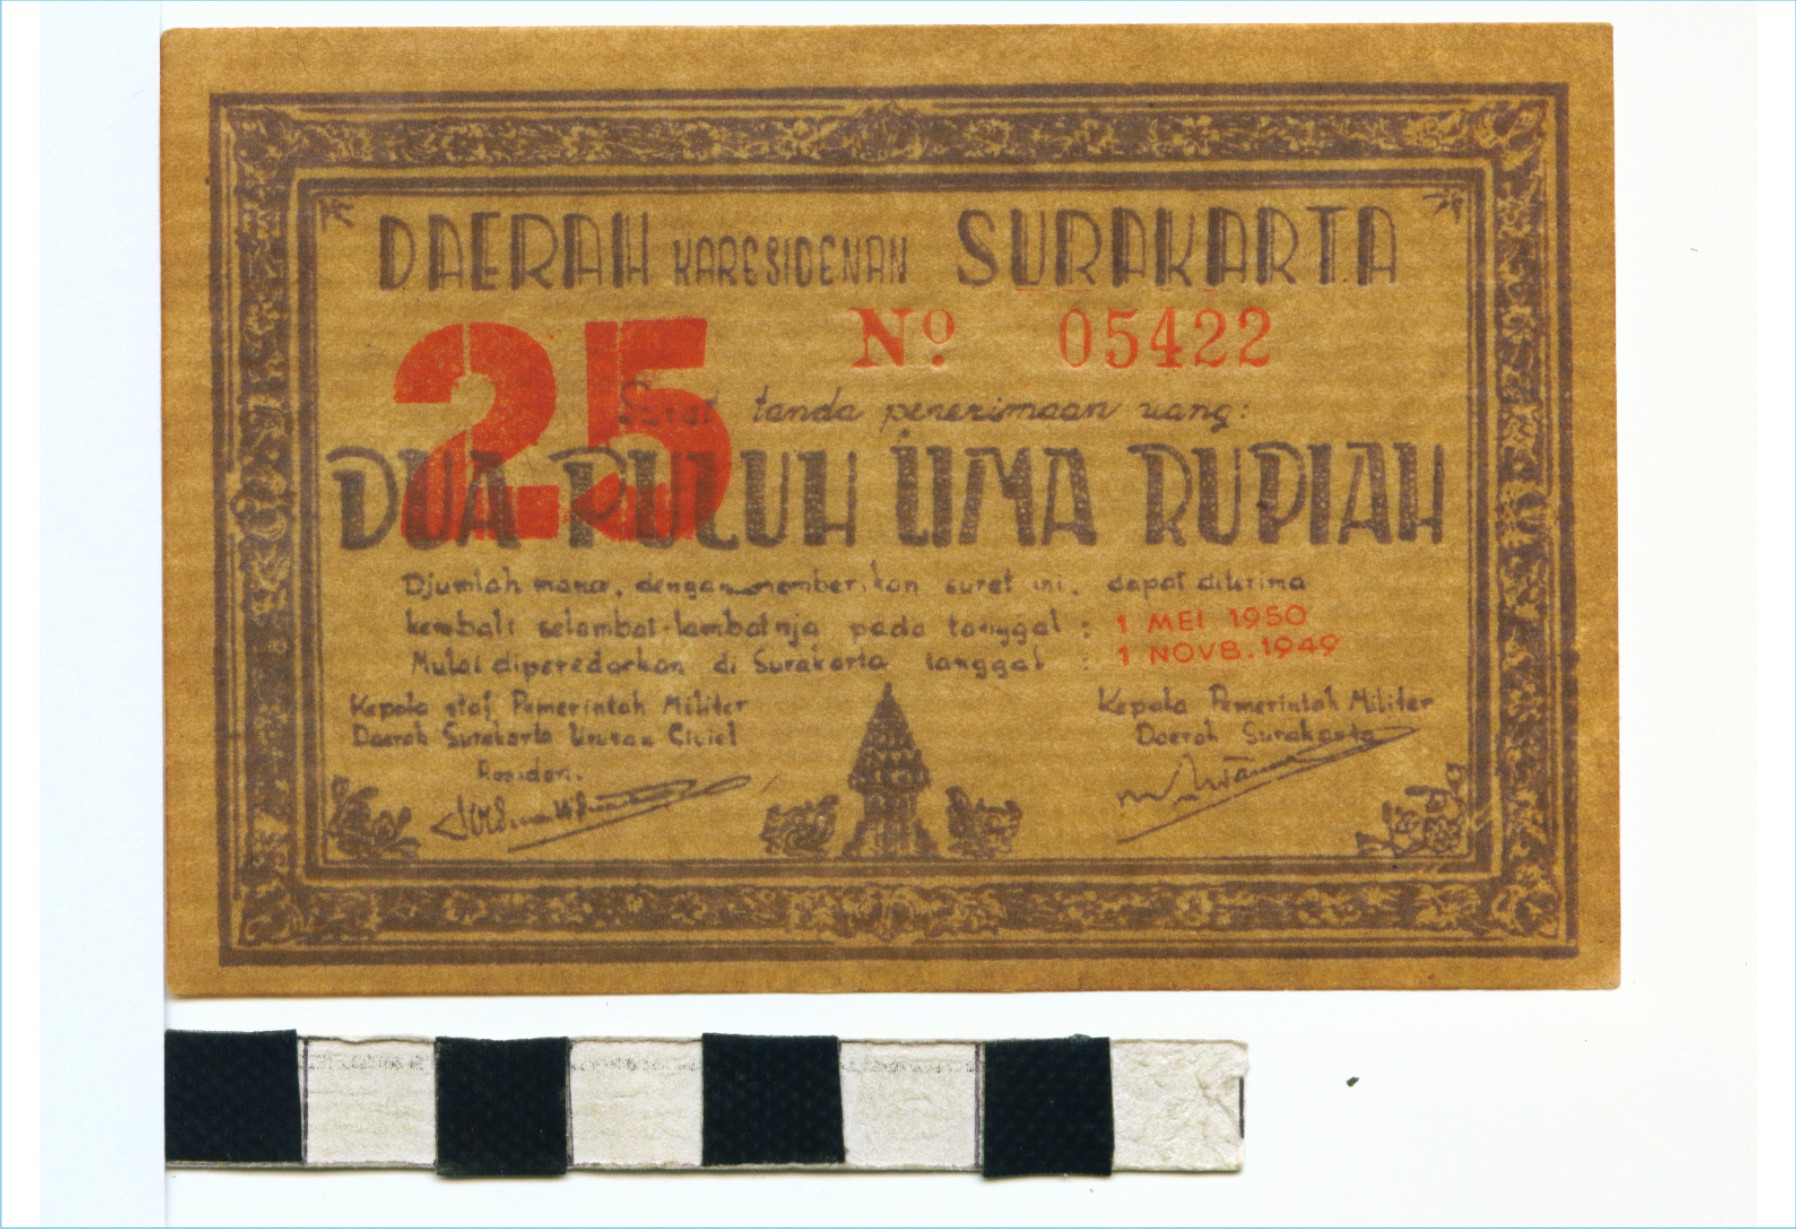 DAERAH KARESIDENAN SURAKARTA
25
No 05422
Surat tanda penerimaan uang:
DUA PULUH LIMA RUPIAH
Djumlah mana, dengan memberikan suret ini, dapat diterima
kembali selambat-lambatnja pada tanggal : 1 MEI 1950
Mulai diperedarkan di Surakarta tanggal : 1 NOVB. 1949
Kepala staf Pemerintah Militer
Daerah Surakarta Urusan Civiel
Residen.
Kepala Pemerintah Militer
Daerah Surakarta